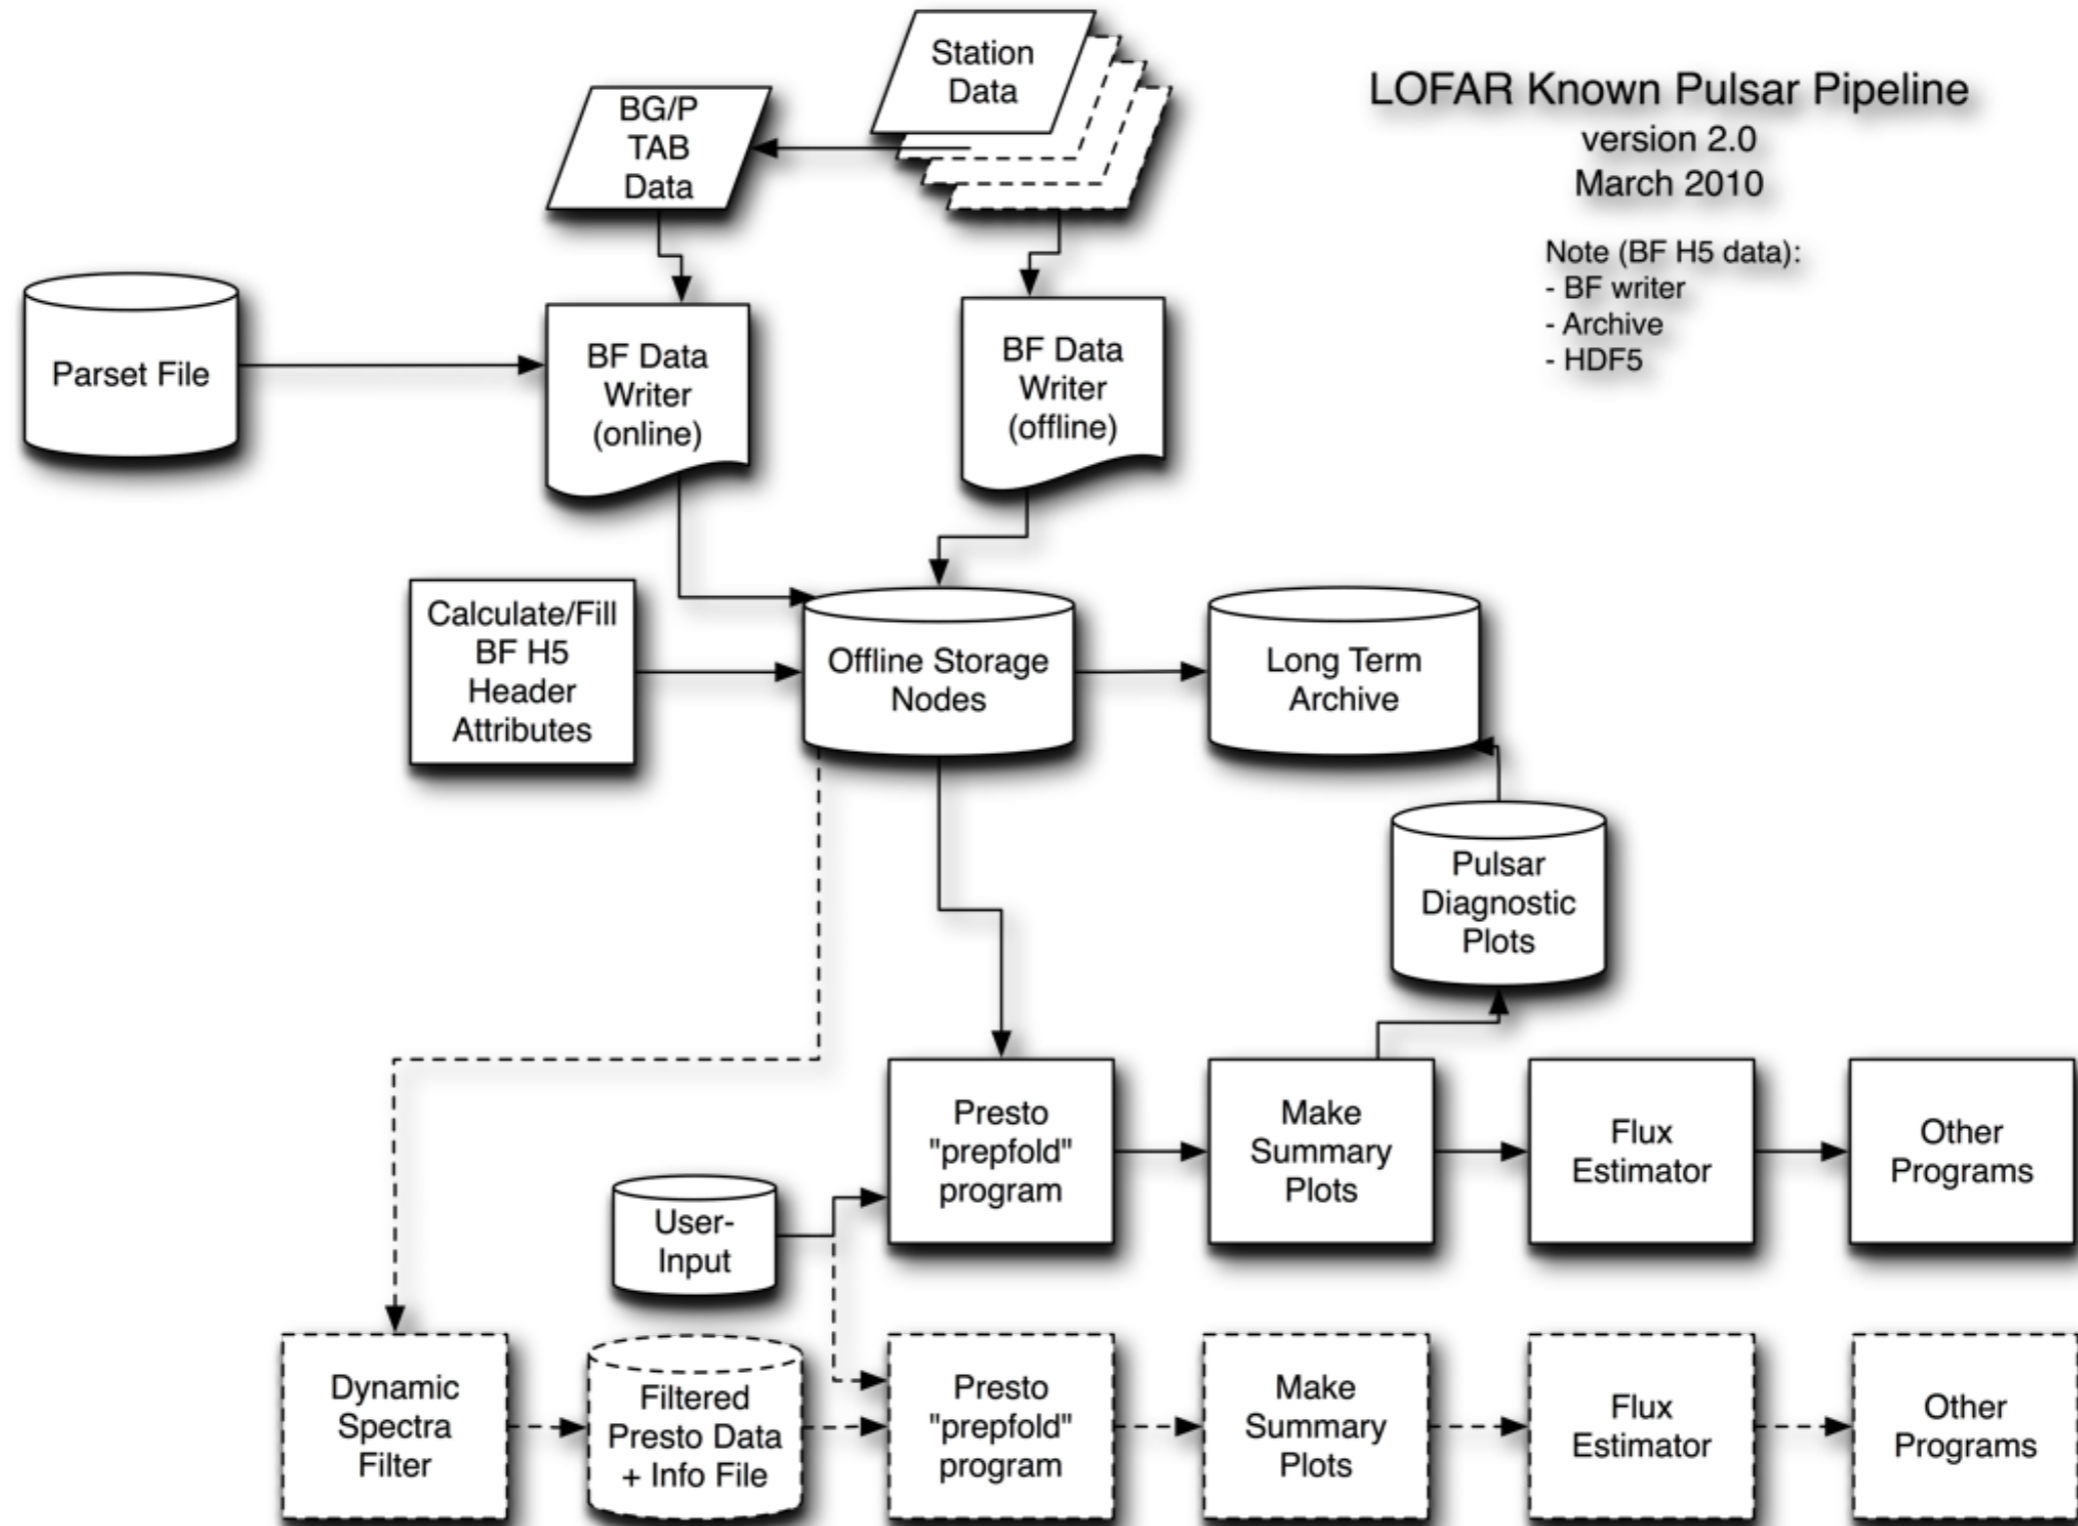 Station
Data
LOFAR Known Pulsar Pipeline
version 2.0
March 2010
BG/P
TAB
Data
Note (BF H5 data):
- BF writer
- Archive
- HDF5
Parset File
BF Data
Writer
(online)
BF Data
Writer
(offline)
Calculate/Fill
BF H5
Header
Attributes
Offline Storage
Nodes
Long Term
Archive
Pulsar
Diagnostic
Plots
Presto
"prepfold"
program
Make
Summary
Plots
Flux
Estimator
Other
Programs
User-
Input
Dynamic
Spectra
Filter
Filtered
Presto Data
+ Info File
Presto
"prepfold"
program
Make
Summary
Plots
Flux
Estimator
Other
Programs